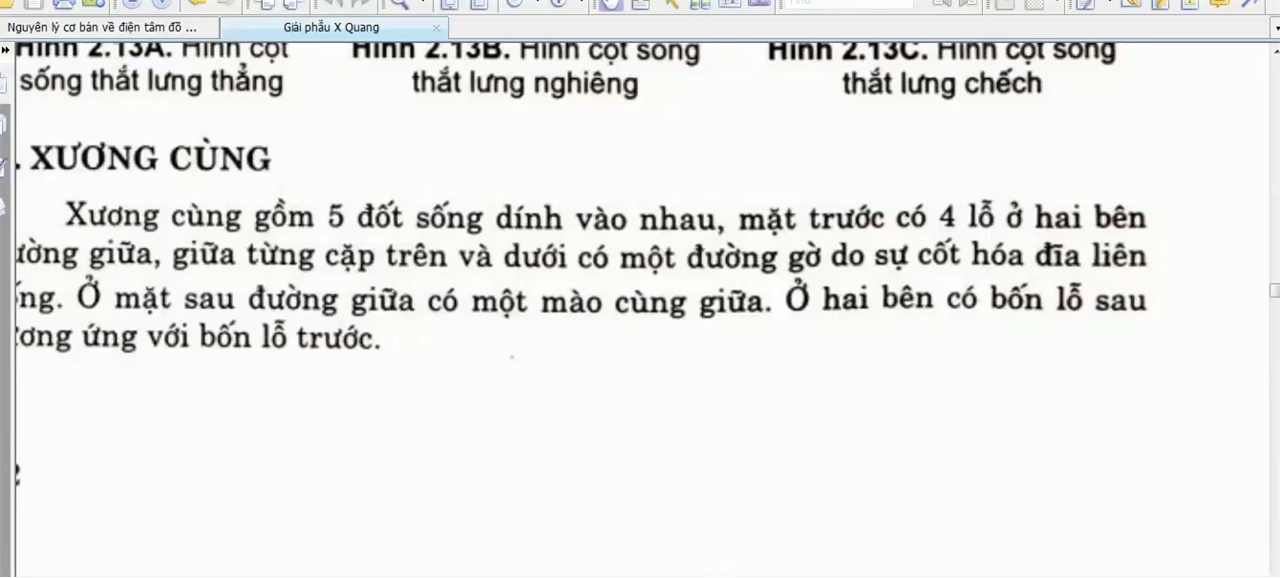 Nguyên lý cơ bản về điện tâm đồ ...
Giải phẫu X Quang
Hình 2.13A. Hình cột
Hình 2.13B. Hình cột sống
Hình 2.13C. Hình cột sống
sống thắt lưng thẳng
thắt lưng nghiêng
thắt lưng chếch
. XƯƠNG CÙNG
Xương cùng gồm 5 đốt sống dính vào nhau, mặt trước có 4 lỗ ở hai bên
giữa, giữa từng cặp trên và dưới có một đường gờ do sự cốt hóa đĩa liên
Ở mặt sau đường giữa có một mào cùng giữa. Ở hai bên có bốn lỗ sau
ứng với bốn lỗ trước.